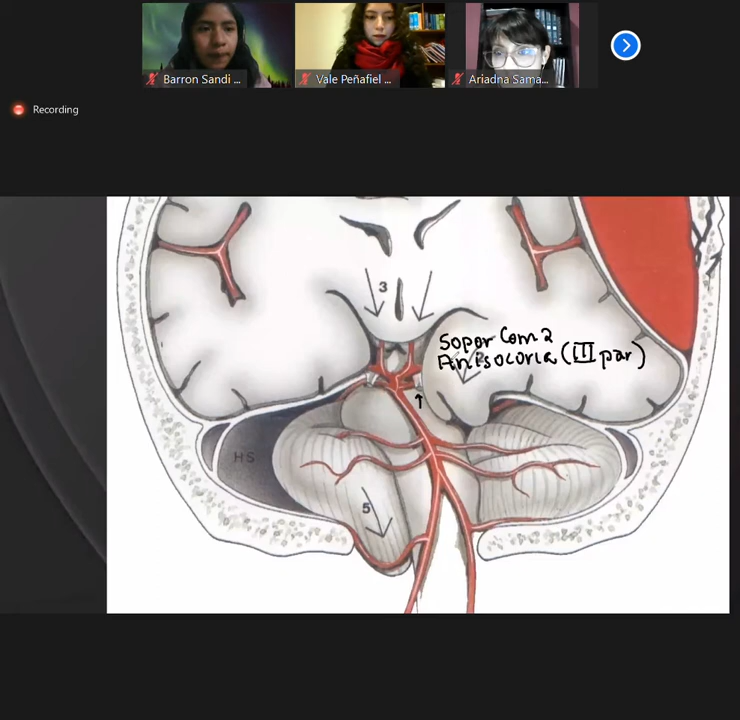 Barron Sandi ...
Vale Peñafiel ...
Ariadna Sama...
Recording
3
Sopor Coma
Anisocoria (III par)
HS
5